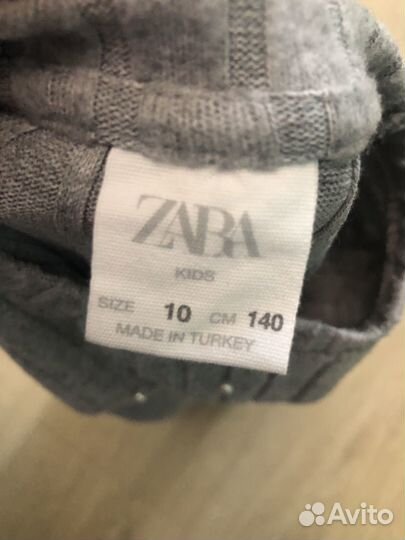 ZARA
KIDS
SIZE 10 CM 140
MADE IN TURKEY
Avito